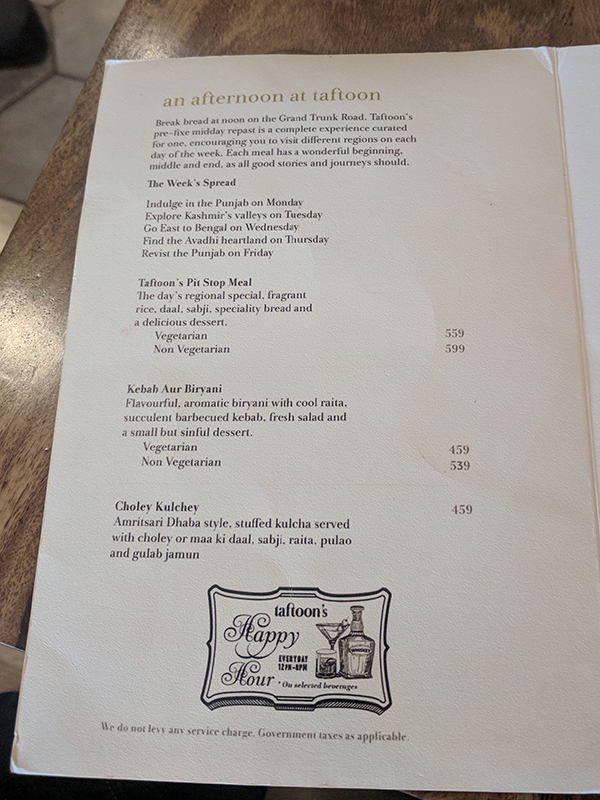 an afternoon at taftoon
Break bread at noon on the Grand Trunk Road. Taftoon's
pre-fixe midday repast is a complete experience curated
for one, encouraging you to visit different regions on each
day of the week. Each meal has a wonderful beginning,
middle and end, as all good stories and journeys should.
The Week's Spread
Indulge in the Punjab on Monday
Explore Kashmir's valleys on Tuesday
Go East to Bengal on Wednesday
Find the Avadhi heartland on Thursday
Revist the Punjab on Friday
Taftoon's Pit Stop Meal
The day's regional special, fragrant
rice, daal, sabji, speciality bread and
a delicious dessert.
Vegetarian 559
Non Vegetarian 599
Kebab Aur Biryani
Flavourful, aromatic biryani with cool raita,
succulent barbecued kebab, fresh salad and
a small but sinful dessert.
Vegetarian 459
Non Vegetarian 539
Choley Kulchey 459
Amritsari Dhaba style, stuffed kulcha served
with choley or maa ki daal, sabji, raita, pulao
and gulab jamun
taftoon's
Happy
Hour
EVERYDAY
12PM-8PM
*On selected beverages
WHISKEY
We do not levy any service charge. Government taxes as applicable.